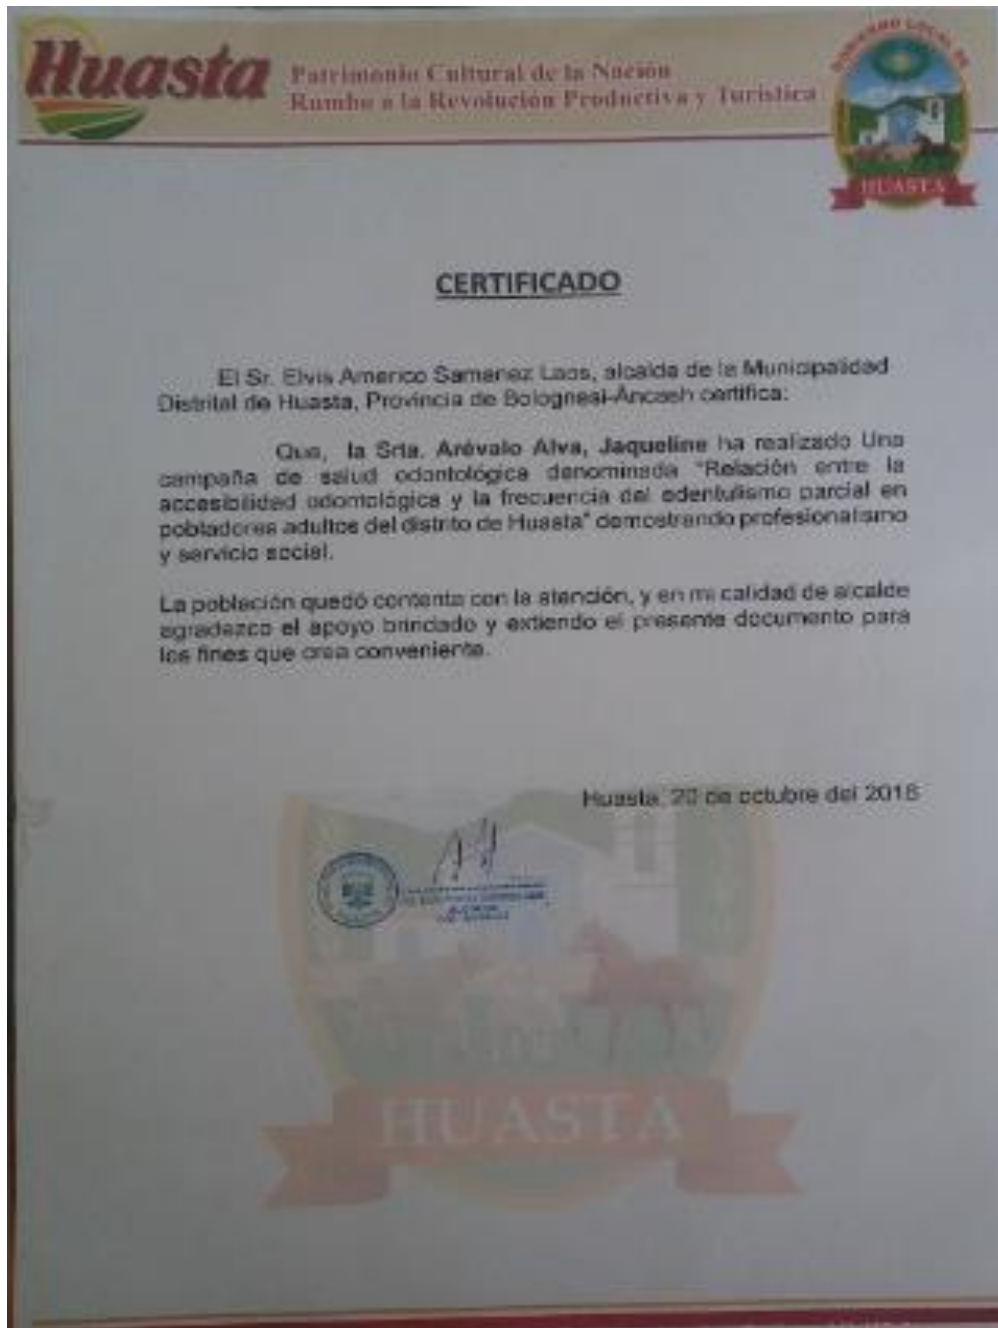 Huasta
Patrimonio Cultural de la Nación
Rumbo a la Revolución Productiva y Turística
GOBIERNO LOCAL DE
HUASTA
CERTIFICADO
El Sr. Elvis Americo Samanez Laos, alcalde de la Municipalidad
Distrital de Huasta, Provincia de Bolognesi-Áncash certifica:
Que, la Srta. Arévalo Alva, Jaqueline ha realizado Una
campaña de salud odontológica denominada "Relación entre la
accesibilidad odontológica y la frecuencia del edentulismo parcial en
pobladores adultos del distrito de Huasta" demostrando profesionalismo
y servicio social.
La población quedó contenta con la atención, y en mi calidad de alcalde
agradezco el apoyo brindado y extiendo el presente documento para
los fines que crea conveniente.
Huasta, 20 de octubre del
HUASTA